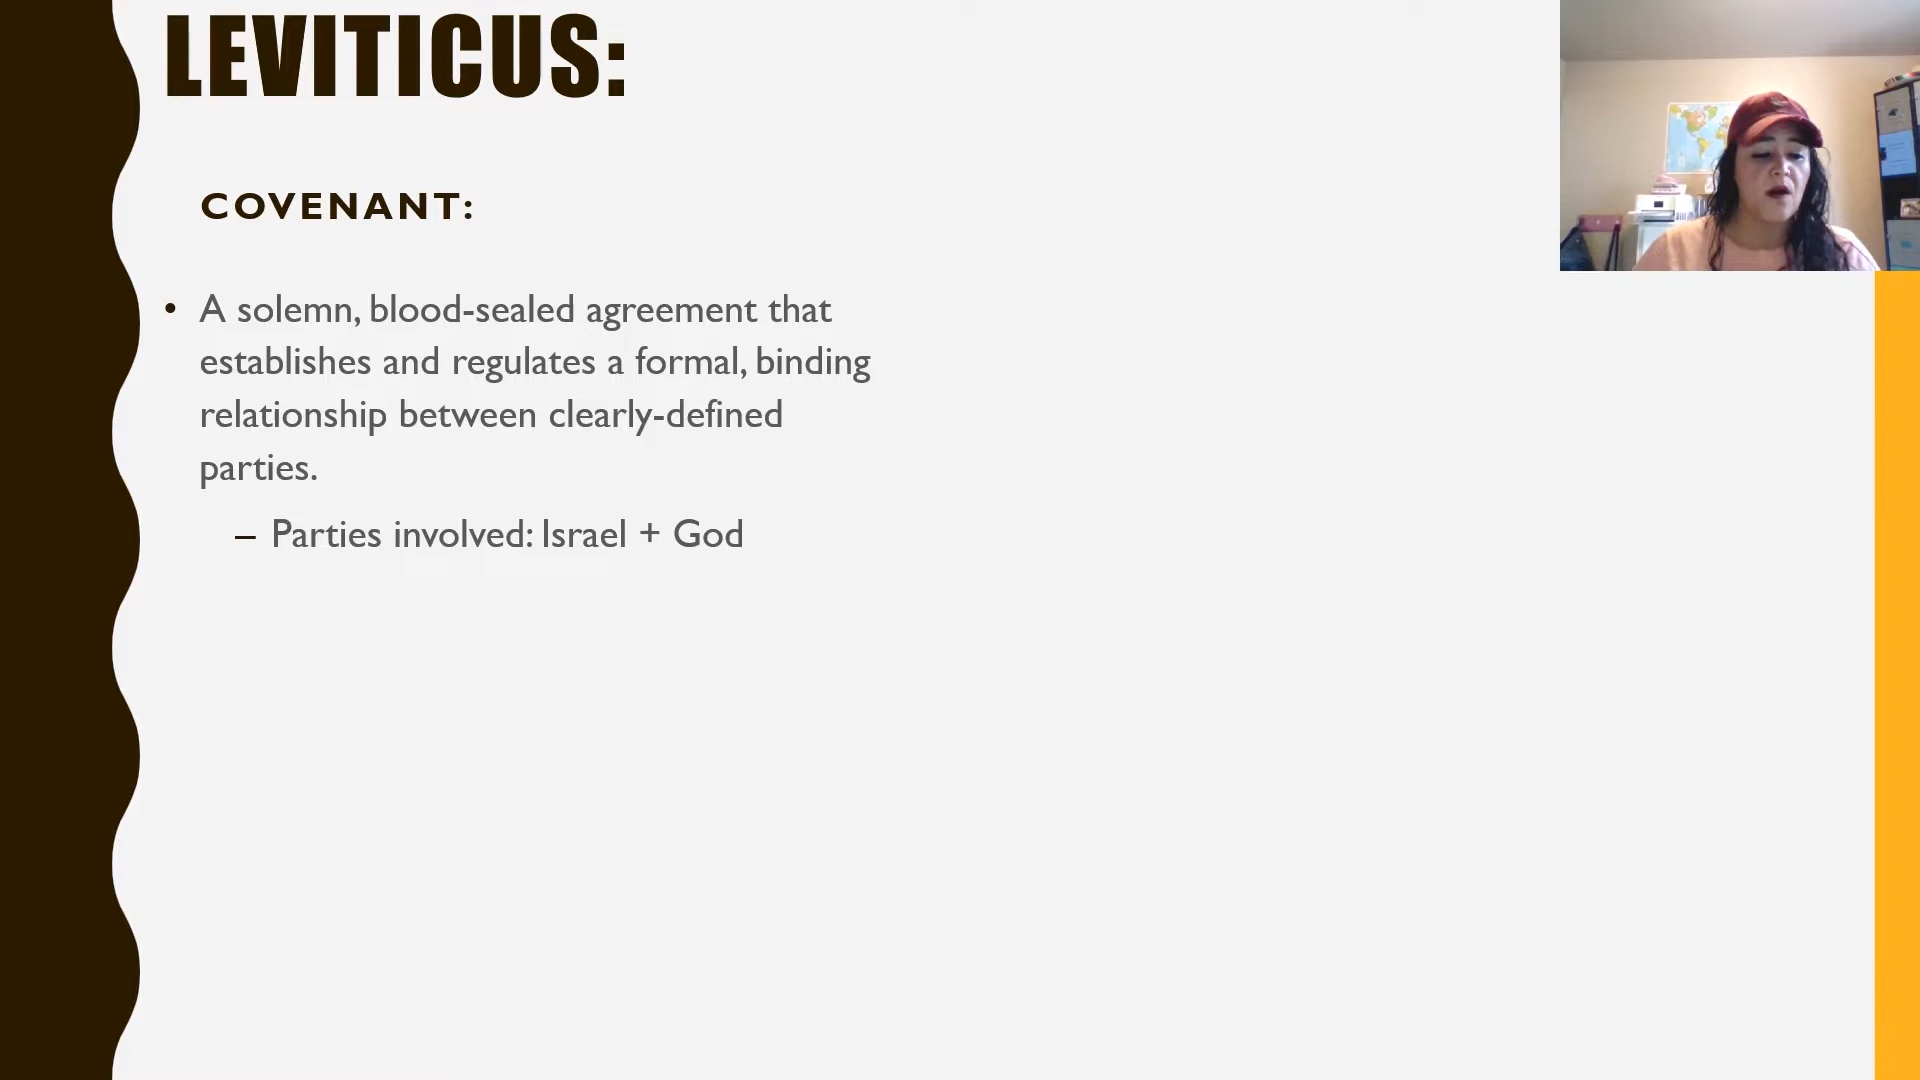 LEVITICUS:
COVENANT:
• A solemn, blood-sealed agreement that
establishes and regulates a formal, binding
relationship between clearly-defined
parties.
– Parties involved: Israel + God